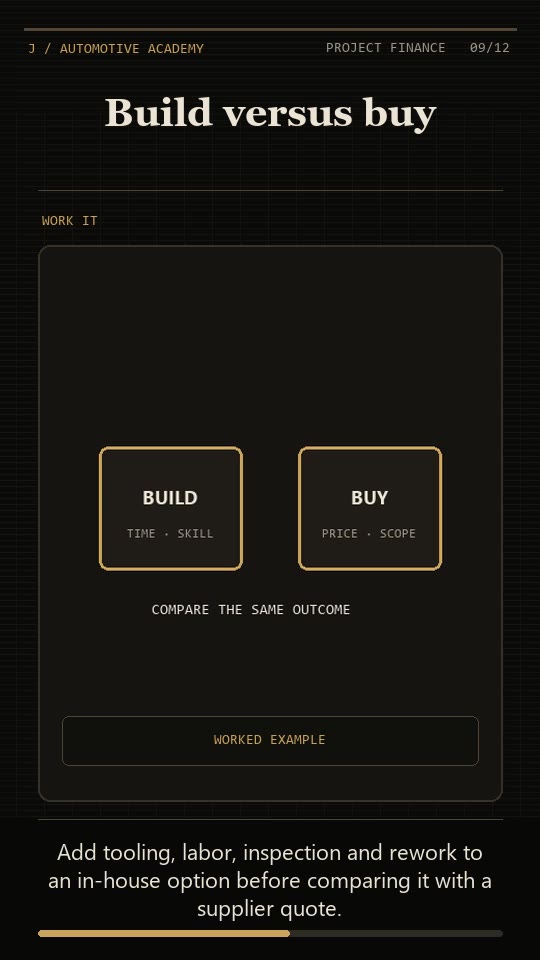 J / AUTOMOTIVE ACADEMY
PROJECT FINANCE 09/12
Build versus buy
WORK IT
BUILD
TIME · SKILL
BUY
PRICE · SCOPE
COMPARE THE SAME OUTCOME
WORKED EXAMPLE
Add tooling, labor, inspection and rework to
an in-house option before comparing it with a
supplier quote.